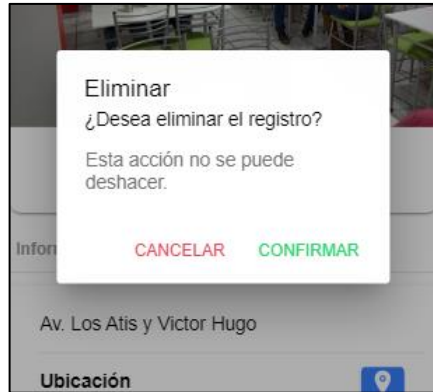 Eliminar
¿Desea eliminar el registro?
Esta acción no se puede
deshacer.
Infor
CANCELAR CONFIRMAR
Av. Los Atis y Victor Hugo
Ubicación